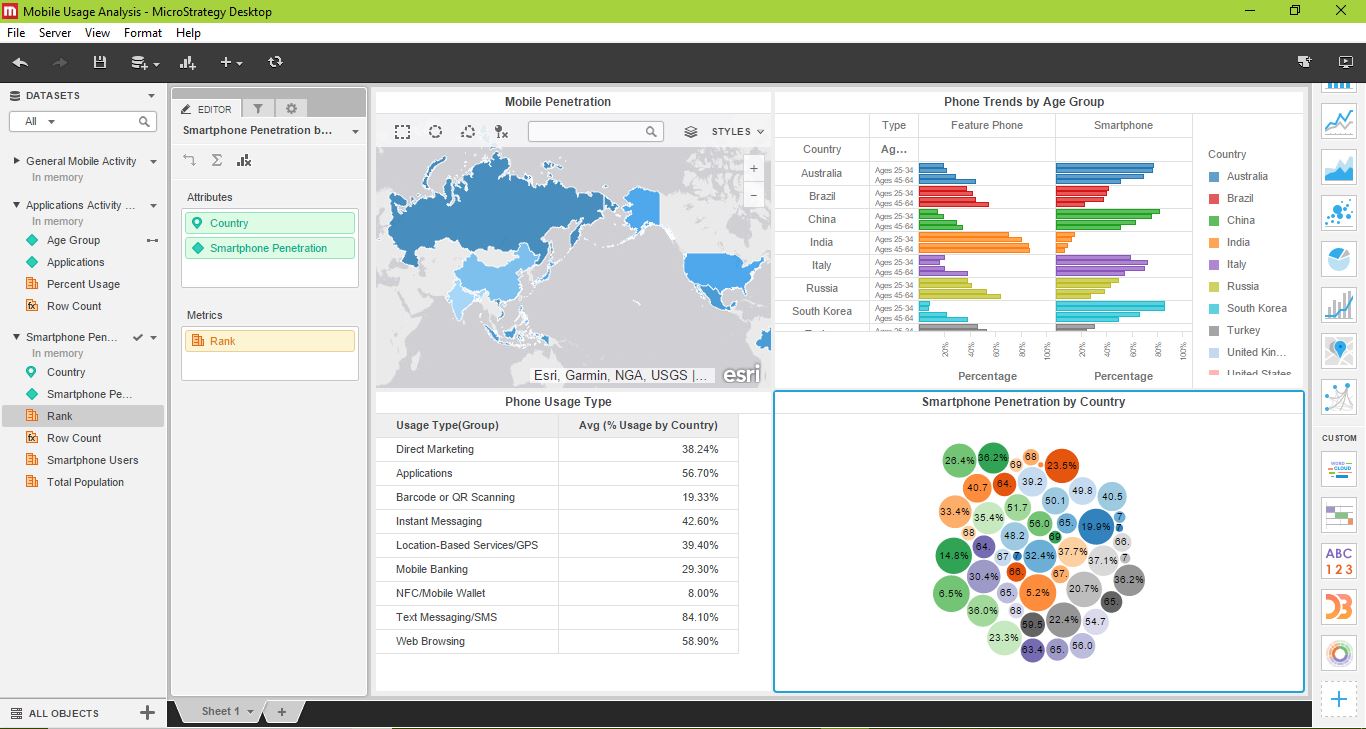 Mobile Usage Analysis - MicroStrategy Desktop
File Server View Format Help
DATASETS
All
General Mobile Activity
In memory
Applications Activity ...
In memory
Age Group
Applications
Percent Usage
Row Count
Smartphone Pen...
In memory
Country
Smartphone Pe...
Rank
Row Count
Smartphone Users
Total Population
ALL OBJECTS
EDITOR
Smartphone Penetration b...
Attributes
Country
Smartphone Penetration
Metrics
Rank
Mobile Penetration
STYLES
Esri, Garmin, NGA, USGS |...
esri
Phone Trends by Age Group
Type Feature Phone Smartphone
Country Ag...
Australia Ages 25-34
Ages 45-64
Brazil Ages 25-34
Ages 45-64
China Ages 25-34
Ages 45-64
India Ages 25-34
Ages 45-64
Italy Ages 25-34
Ages 45-64
Russia Ages 25-34
Ages 45-64
South Korea Ages 25-34
Ages 45-64
Ages 25-34
20% 40% 60% 80% 100% 20% 40% 60% 80% 100%
Percentage Percentage
Country
Australia
Brazil
China
India
Italy
Russia
South Korea
Turkey
United Kin...
United States
Phone Usage Type
Usage Type(Group) Avg (% Usage by Country)
Direct Marketing 38.24%
Applications 56.70%
Barcode or QR Scanning 19.33%
Instant Messaging 42.60%
Location-Based Services/GPS 39.40%
Mobile Banking 29.30%
NFC/Mobile Wallet 8.00%
Text Messaging/SMS 84.10%
Web Browsing 58.90%
Smartphone Penetration by Country
26.4% 36.2% 69 68 23.5%
40.7 64. 39.2 49.8 40.5
33.4% 35.4% 51.7 50.1
68 48.2 56.0 65. 19.9% 7
7
14.8% 64. 67 7 32.4% 69 37.7% 37.1% 66. 7
30.4% 66. 67. 20.7% 36.2%
6.5% 36.0% 65. 68 5.2% 65.
23.3% 59.5 22.4% 54.7
63.4 65. 56.0
CUSTOM
WORD
CLOUD
ABC
123
D3
Sheet 1